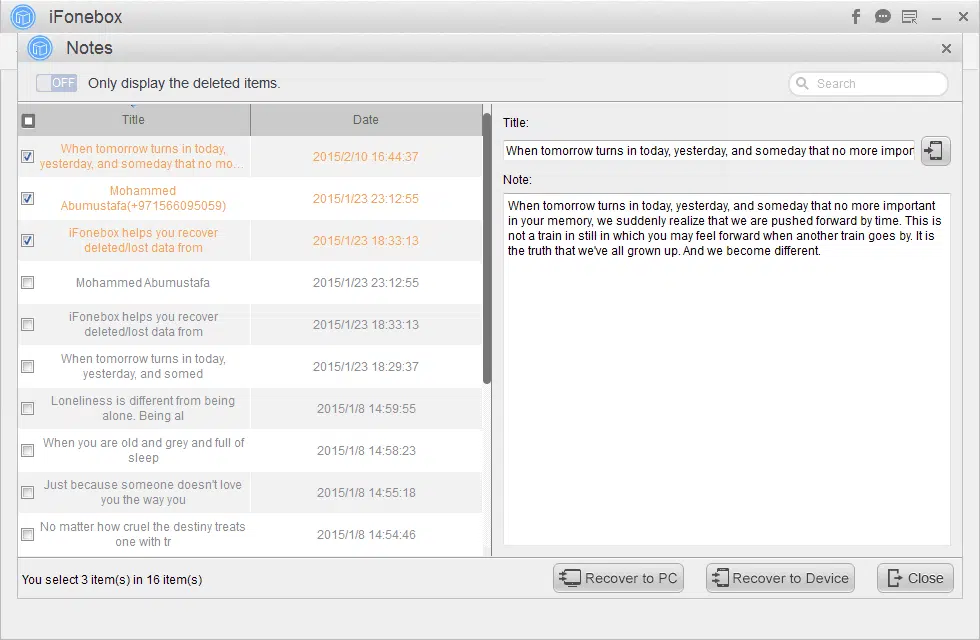 iFonebox
Notes
OFF Only display the deleted items.
Search
Title Date
When tomorrow turns in today,
yesterday, and someday that no mo...
2015/2/10 16:44:37
Mohammed
Abumustafa(+971566095059)
2015/1/23 23:12:55
iFonebox helps you recover
deleted/lost data from
2015/1/23 18:33:13
Mohammed Abumustafa
2015/1/23 23:12:55
iFonebox helps you recover
deleted/lost data from
2015/1/23 18:33:13
When tomorrow turns in today,
yesterday, and somed
2015/1/23 18:29:37
Loneliness is different from being
alone. Being al
2015/1/8 14:59:55
When you are old and grey and full of
sleep
2015/1/8 14:58:23
Just because someone doesn't love
you the way you
2015/1/8 14:55:18
No matter how cruel the destiny treats
one with tr
2015/1/8 14:54:46
Title:
When tomorrow turns in today, yesterday, and someday that no more impor
Note:
When tomorrow turns in today, yesterday, and someday that no more important
in your memory, we suddenly realize that we are pushed forward by time. This is
not a train in still in which you may feel forward when another train goes by. It is
the truth that we've all grown up. And we become different.
You select 3 item(s) in 16 item(s)
Recover to PC
Recover to Device
Close